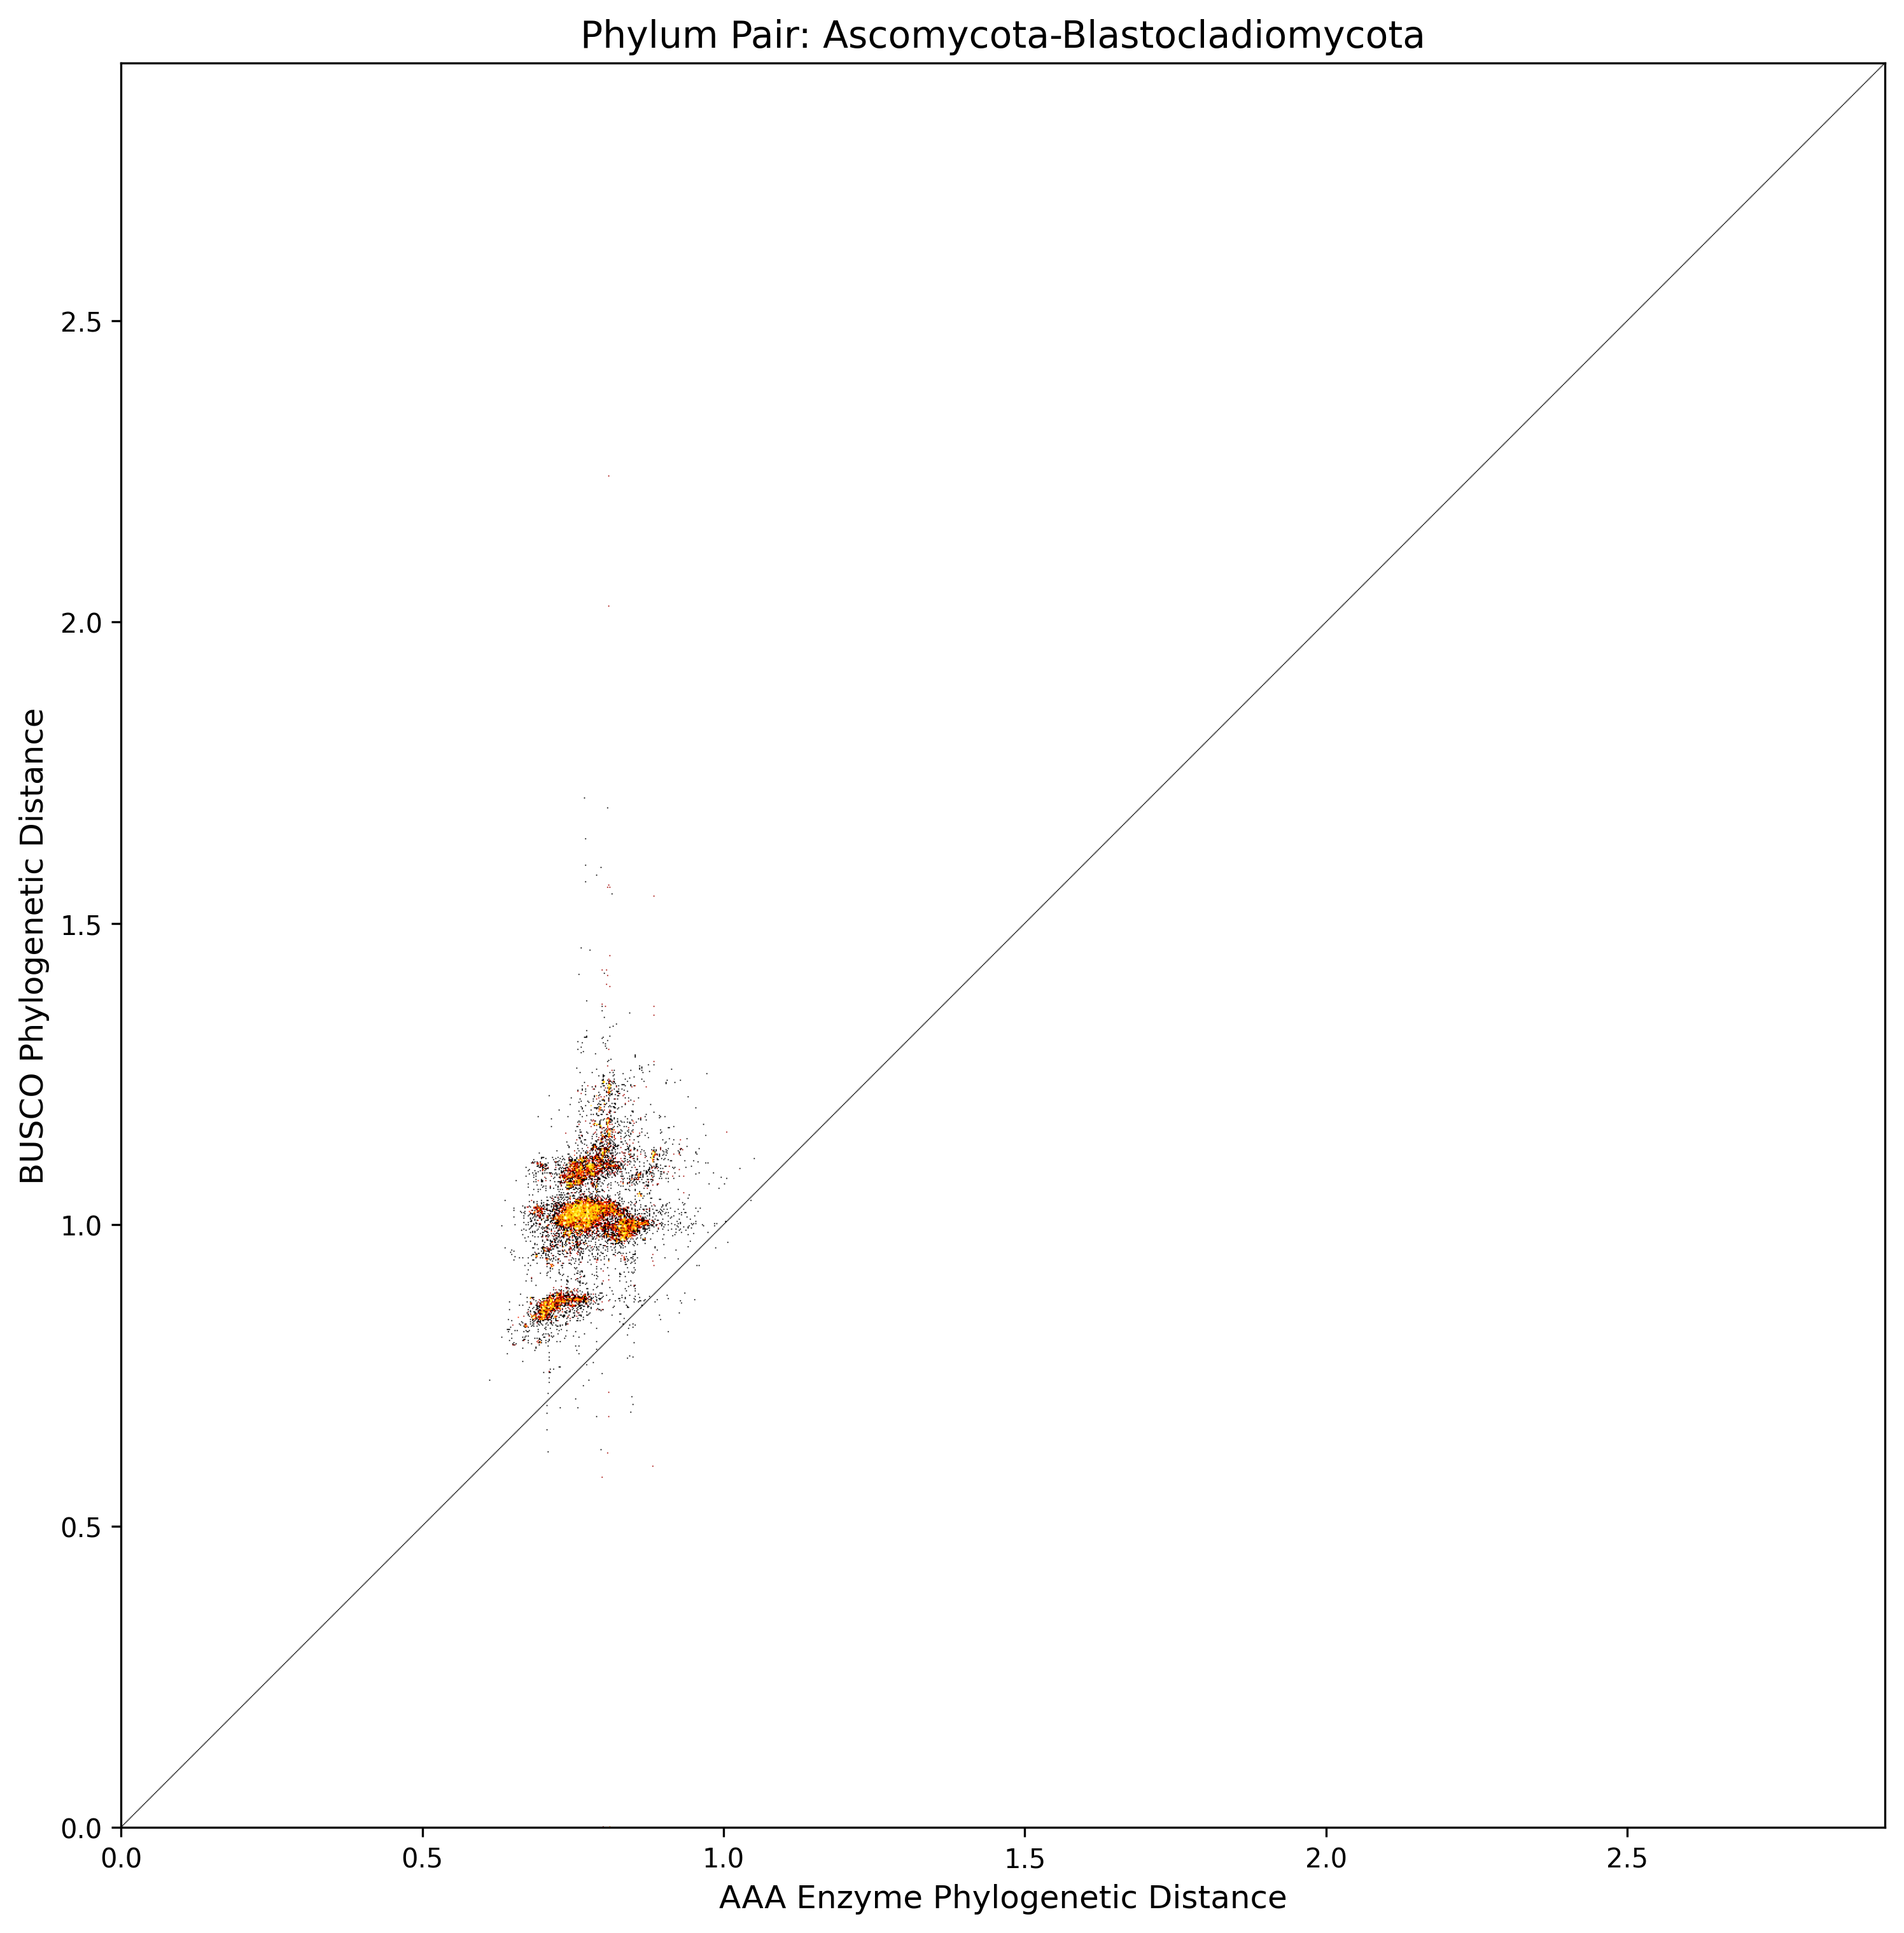 Phylum Pair: Ascomycota-Blastocladiomycota
BUSCO Phylogenetic Distance
2.5
2.0
1.5
1.0
0.5
0.0
0.0 0.5 1.0 1.5 2.0 2.5
AAA Enzyme Phylogenetic Distance